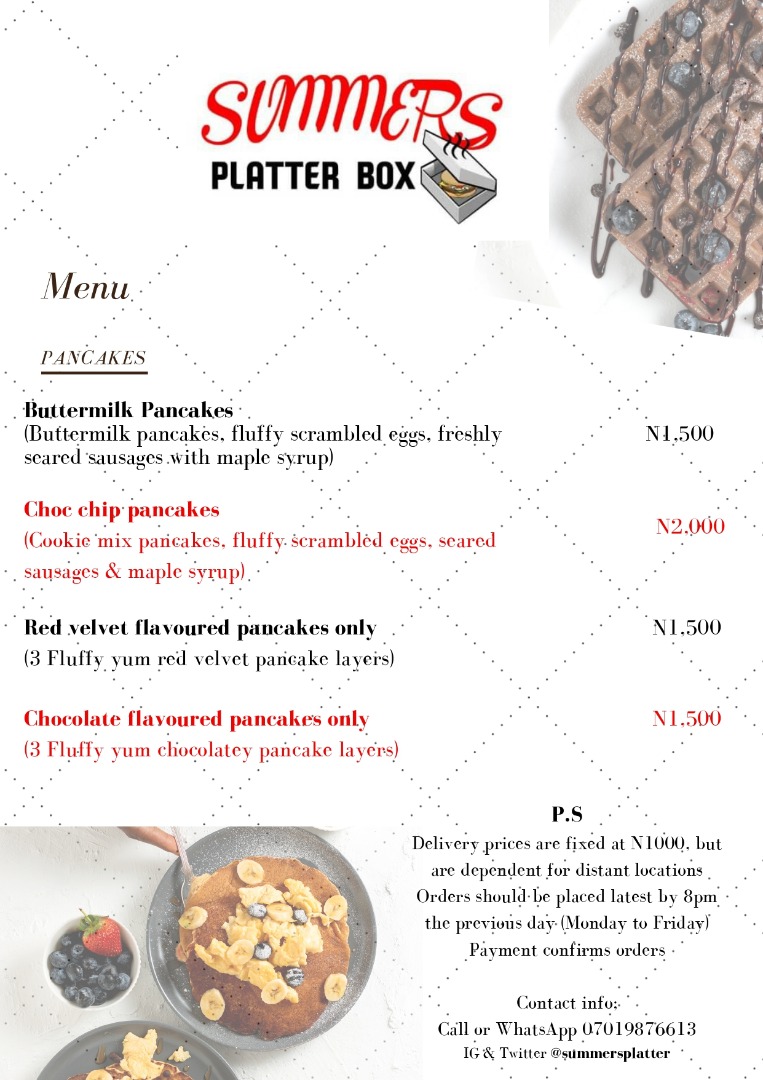 SUMMERS
PLATTER BOX
Menu
PANCAKES
Buttermilk Pancakes
(Buttermilk pancakes, fluffy scrambled eggs, freshly
seared sausages with maple syrup)
N1,500
Choc chip pancakes
(Cookie mix pancakes, fluffy scrambled eggs, seared
sausages & maple syrup)
N2,000
Red velvet flavoured pancakes only
(3 Fluffy yum red velvet pancake layers)
N1,500
Chocolate flavoured pancakes only
(3 Fluffy yum chocolatey pancake layers)
N1,500
P.S
Delivery prices are fixed at N1000, but
are dependent for distant locations
Orders should be placed latest by 8pm
the previous day (Monday to Friday)
Payment confirms orders
Contact info:
Call or WhatsApp 07019876613
IG & Twitter @summersplatter